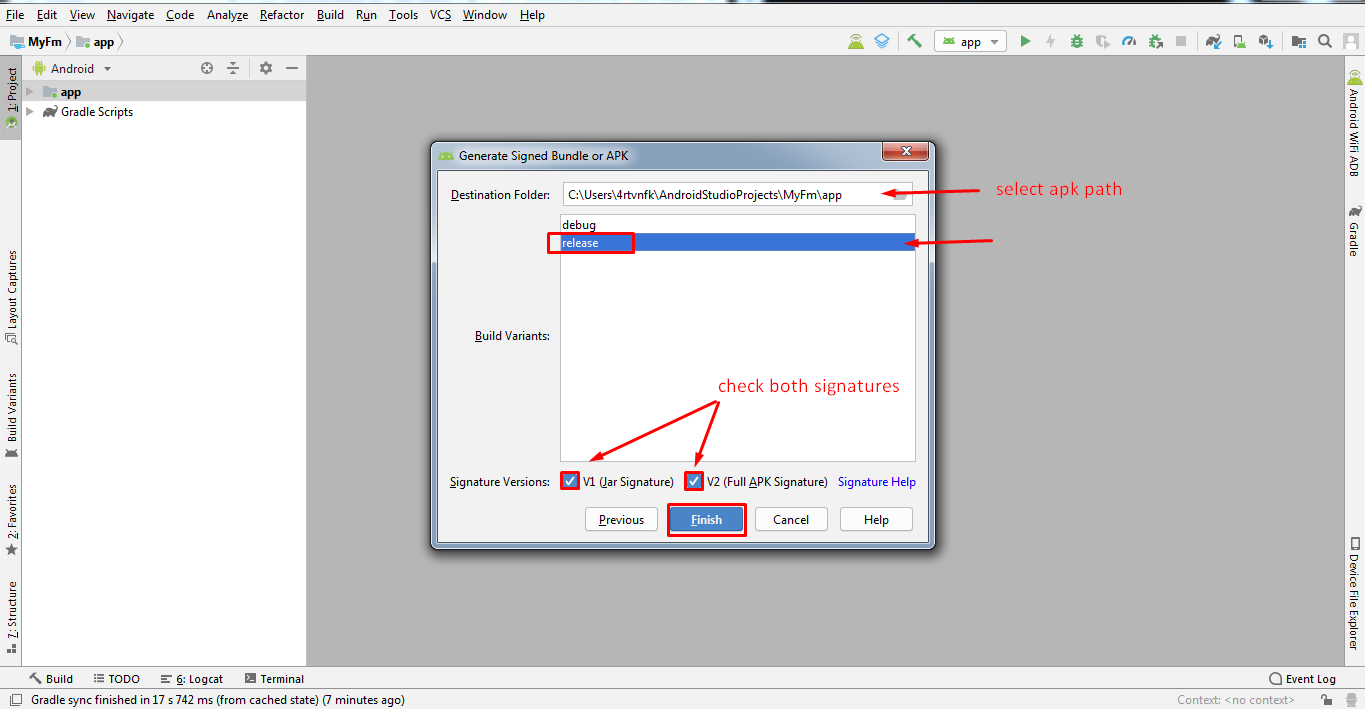 File Edit View Navigate Code Analyze Refactor Build Run Tools VCS Window Help
MyFm app app
1: Project
Android
app
Gradle Scripts
Layout Captures
Build Variants
2: Favorites
7: Structure
Generate Signed Bundle or APK
Destination Folder: C:\Users\4rtvnfk\AndroidStudioProjects\MyFm\app
select apk path
debug
release
Build Variants:
check both signatures
Signature Versions: V1 (Jar Signature) V2 (Full APK Signature) Signature Help
Previous Finish Cancel Help
Android WiFi ADB
Gradle
Device File Explorer
Build TODO 6: Logcat Terminal Event Log
Gradle sync finished in 17 s 742 ms (from cached state) (7 minutes ago) Context: <no context>